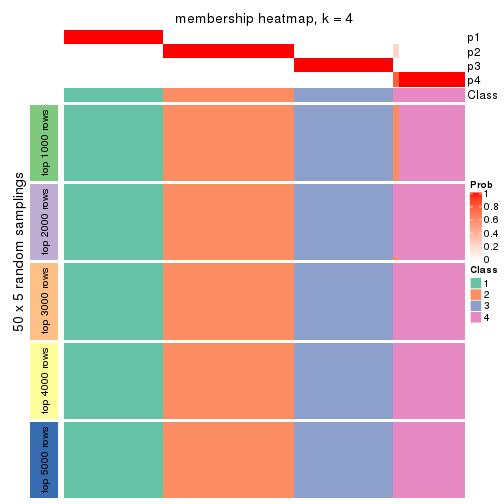 membership heatmap, k = 4
p1
p2
p3
p4
Class
50 x 5 random samplings
top 1000 rows
top 2000 rows
top 3000 rows
top 4000 rows
top 5000 rows
Prob
1
0.8
0.6
0.4
0.2
0
Class
1
2
3
4